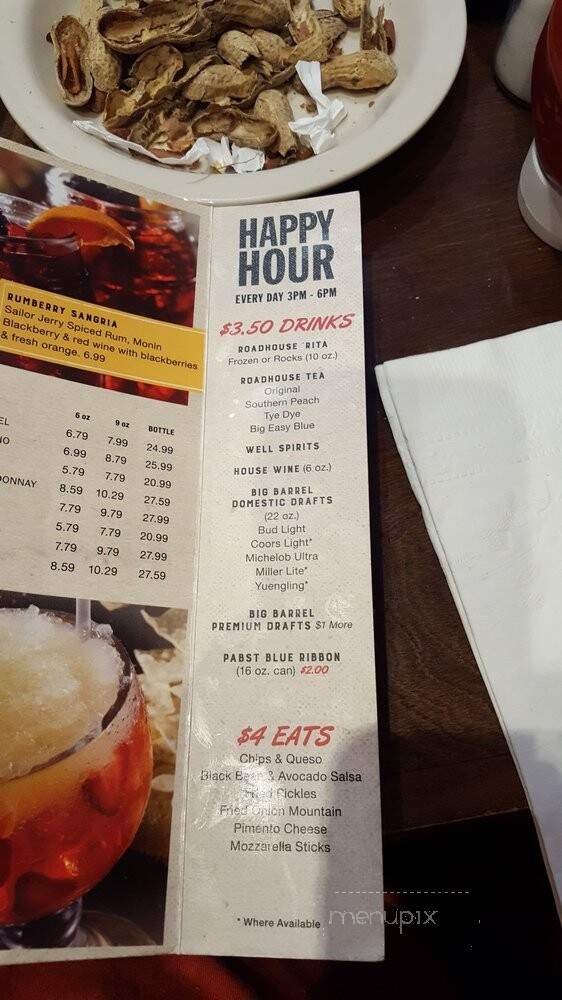 RUMBERRY SANGRIA
Sailor Jerry Spiced Rum, Monin
Blackberry & red wine with blackberries
& fresh orange. 6.99
6 oz 9 oz BOTTLE
6.79 7.99 24.99
6.99 8.79 25.99
5.79 7.79 20.99
8.59 10.29 27.59
7.79 9.79 27.99
5.79 7.79 20.99
7.79 9.79 27.99
8.59 10.29 27.59
HAPPY
HOUR
EVERY DAY 3PM - 6PM
$3.50 DRINKS
ROADHOUSE 'RITA
Frozen or Rocks (10 oz.)
ROADHOUSE TEA
Original
Southern Peach
Tye Dye
Big Easy Blue
WELL SPIRITS
HOUSE WINE (6 oz.)
BIG BARREL
DOMESTIC DRAFTS
(22 oz.)
Bud Light
Coors Light*
Michelob Ultra
Miller Lite*
Yuengling*
BIG BARREL
PREMIUM DRAFTS $1 More
PABST BLUE RIBBON
(16 oz. can) $2.00
$4 EATS
Chips & Queso
Black Bean & Avocado Salsa
Fried Pickles
Fried Onion Mountain
Pimento Cheese
Mozzarella Sticks
* Where Available
menupix